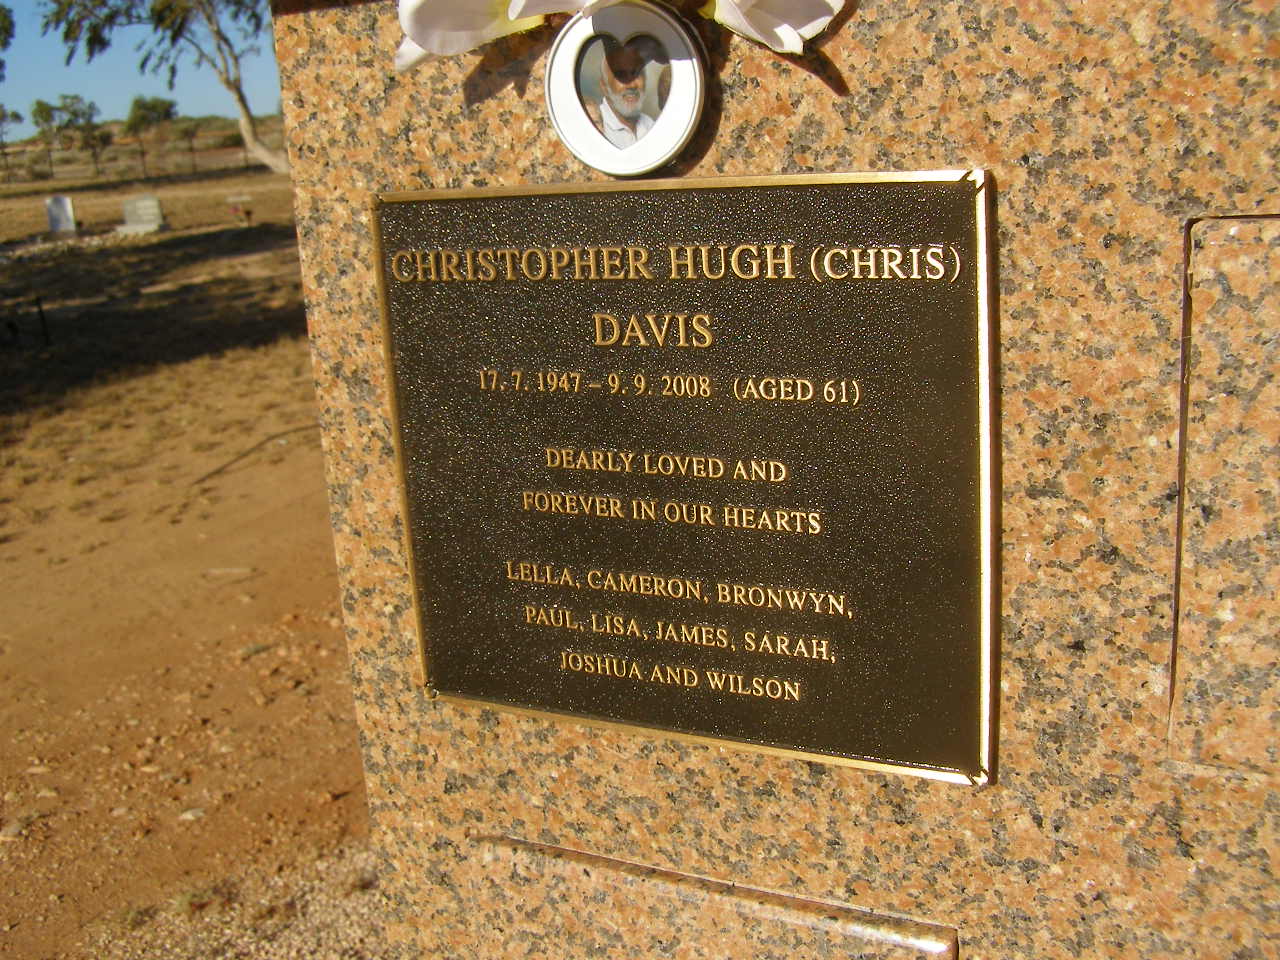 CHRISTOPHER HUGH (CHRIS)
DAVIS
17. 7. 1947 – 9. 9. 2008 (AGED 61)
DEARLY LOVED AND
FOREVER IN OUR HEARTS
LELLA, CAMERON, BRONWYN,
PAUL, LISA, JAMES, SARAH,
JOSHUA AND WILSON